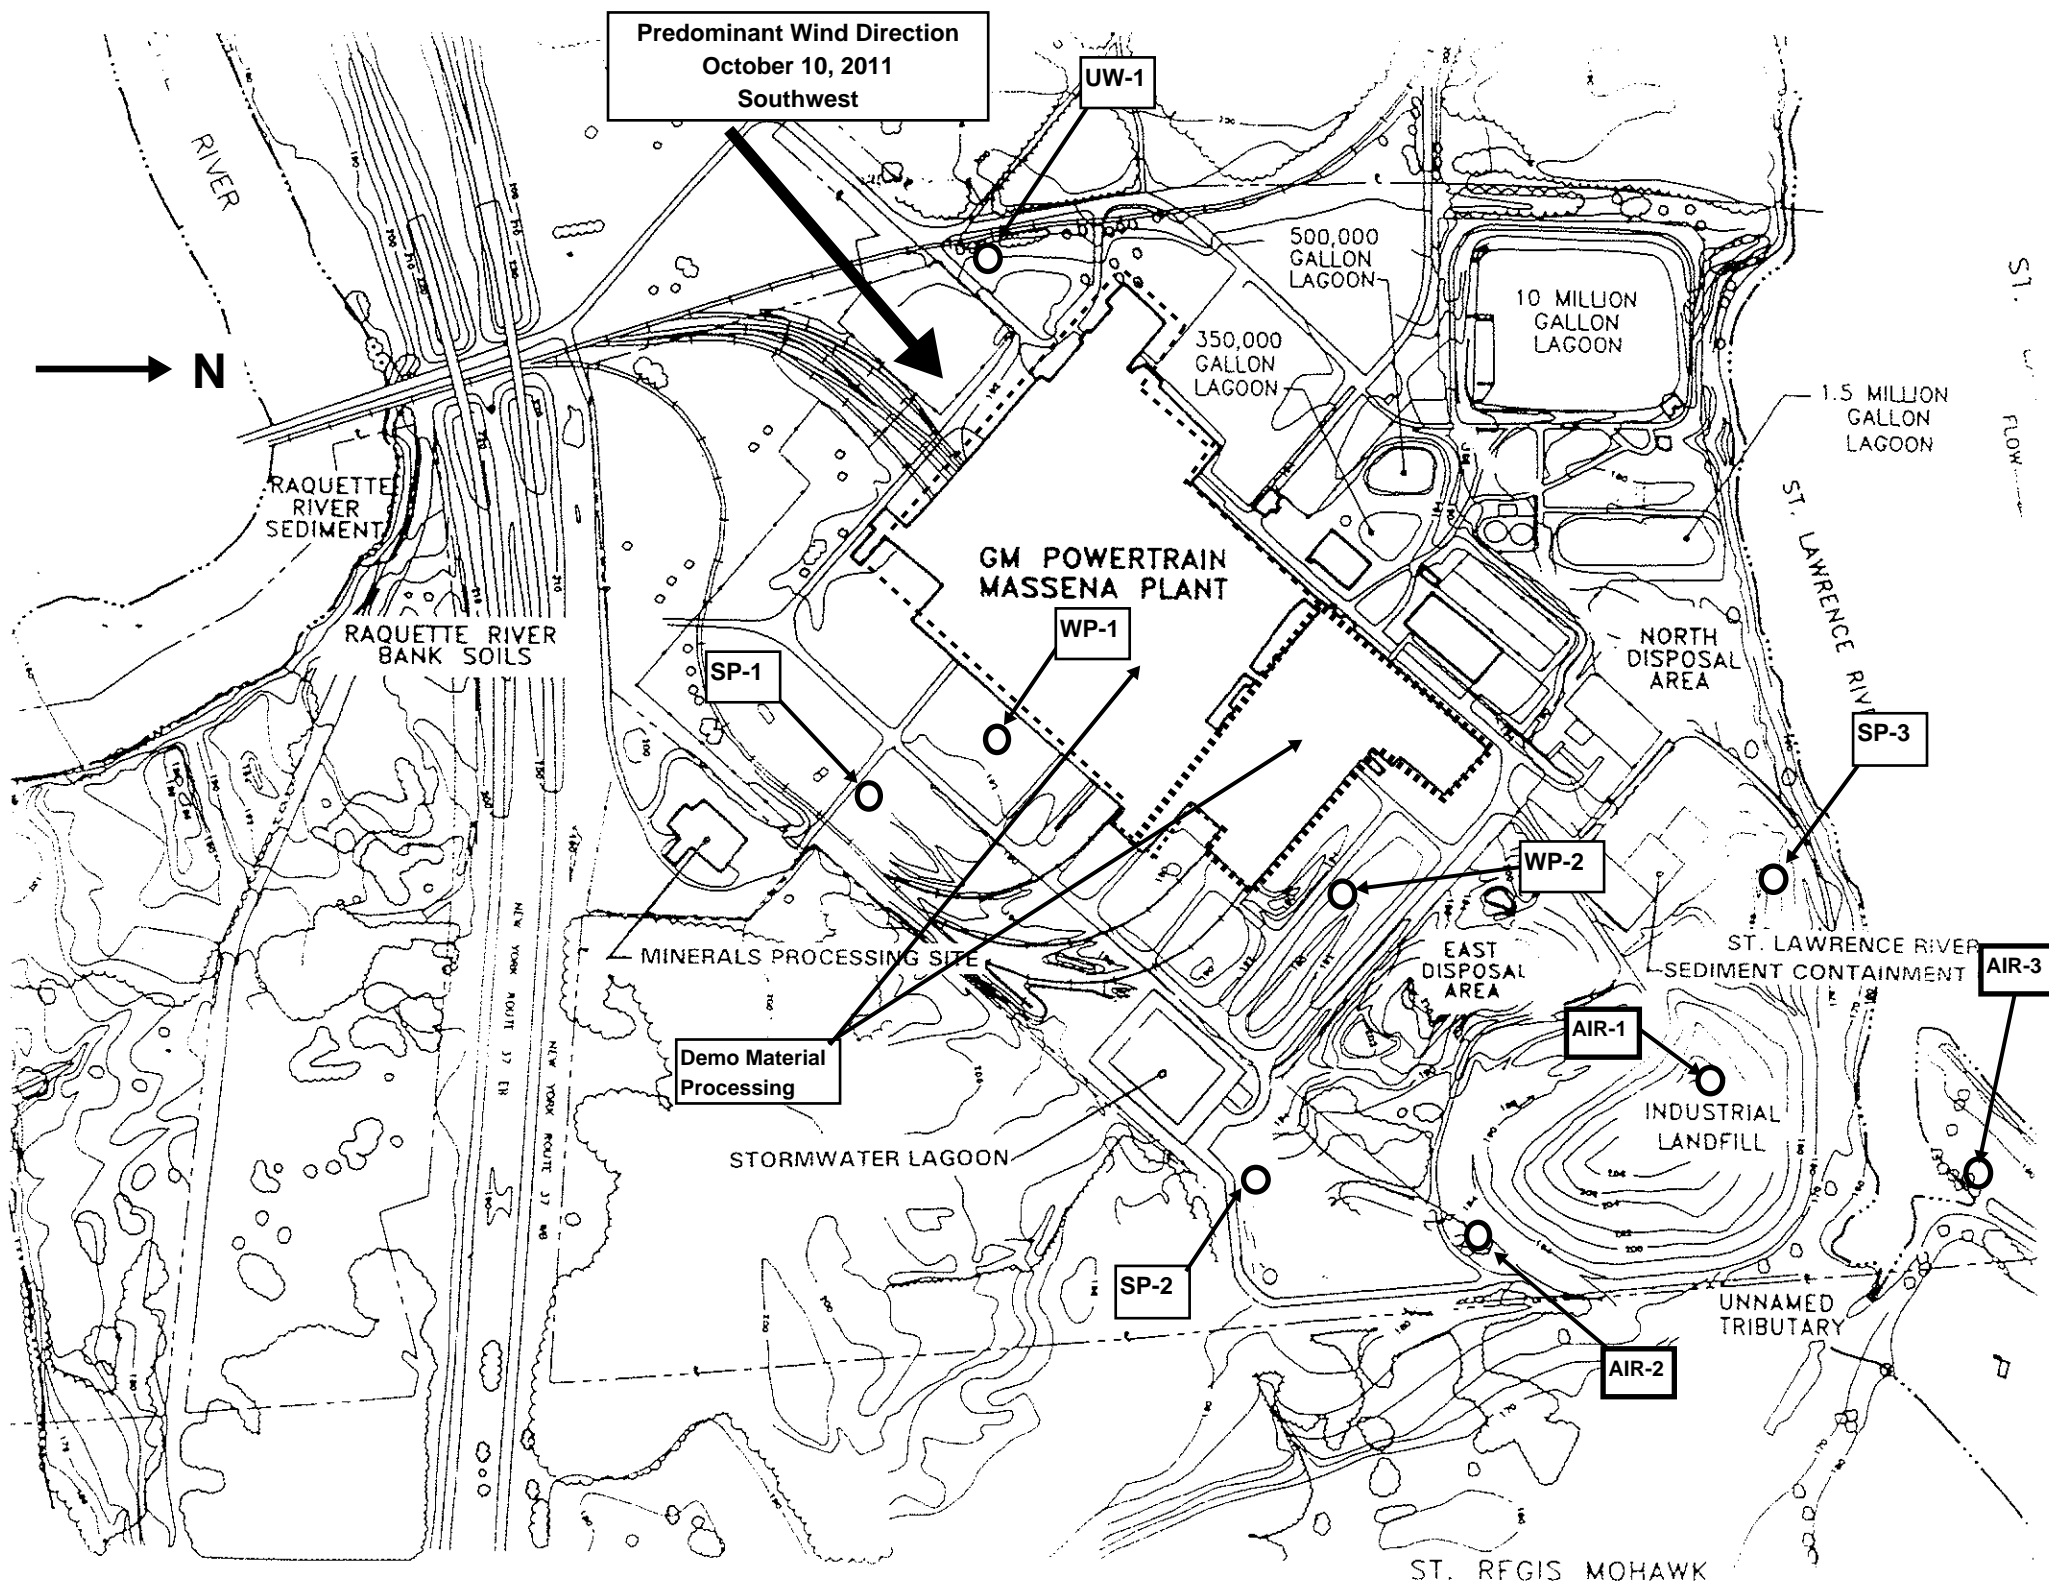 Predominant Wind Direction
October 10, 2011
Southwest
UW-1
RIVER
500,000
GALLON
LAGOON
10 MILLION
GALLON
LAGOON
ST.
FLOW
N
350,000
GALLON
LAGOON
1.5 MILLION
GALLON
LAGOON
RAQUETTE
RIVER
SEDIMENT
GM POWERTRAIN
MASSENA PLANT
RAQUETTE RIVER
BANK SOILS
WP-1
SP-1
NORTH
DISPOSAL
AREA
ST. LAWRENCE
SP-3
WP-2
MINERALS PROCESSING SITE
EAST
DISPOSAL
AREA
ST. LAWRENCE RIVER
SEDIMENT CONTAINMENT
AIR-3
AIR-1
NEW YORK ROUTE 37
NEW YORK ROUTE 37
Demo Material
Processing
INDUSTRIAL
LANDFILL
STORMWATER LAGOON
SP-2
UNNAMED
TRIBUTARY
AIR-2
ST. REGIS MOHAWK